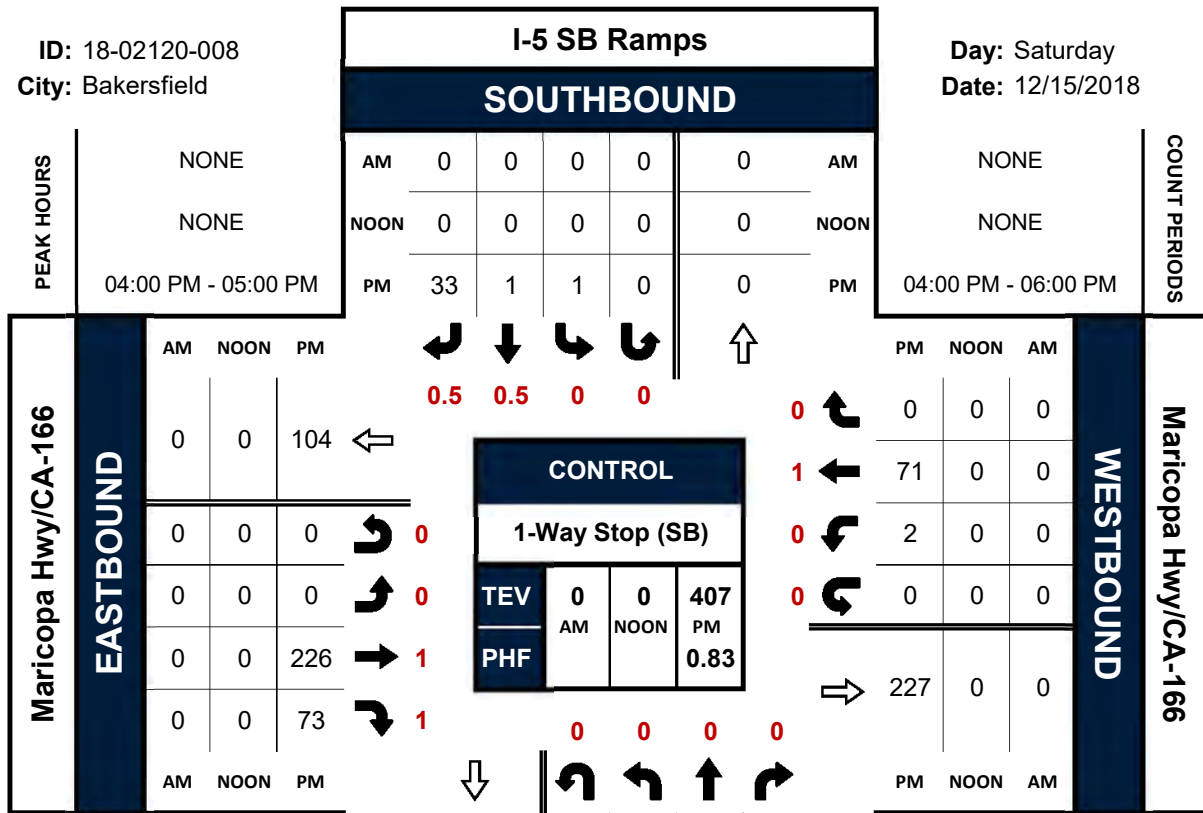 I-5 SB Ramps
ID: 18-02120-008
Day: Saturday
City: Bakersfield
SOUTHBOUND
Date: 12/15/2018
PEAK HOURS
NONE
AM 0 0 0 0 0 AM
NONE
COUNT PERIODS
NONE
NOON 0 0 0 0 0 NOON
NONE
04:00 PM - 05:00 PM
PM 33 1 1 0 0 PM
04:00 PM - 06:00 PM
Maricopa Hwy/CA-166
EASTBOUND
AM NOON PM
0 0 104
0 0 0 0
0 0 0 0
0 0 226 1
0 0 73 1
AM NOON PM
0.5 0.5 0 0
CONTROL
1-Way Stop (SB)
TEV 0 0 407
AM NOON PM
PHF 0.83
0 0 0 0
PM NOON AM
0 0 0 0
1 71 0 0
0 2 0 0
0 0 0 0
227 0 0
PM NOON AM
WESTBOUND
Maricopa Hwy/CA-166